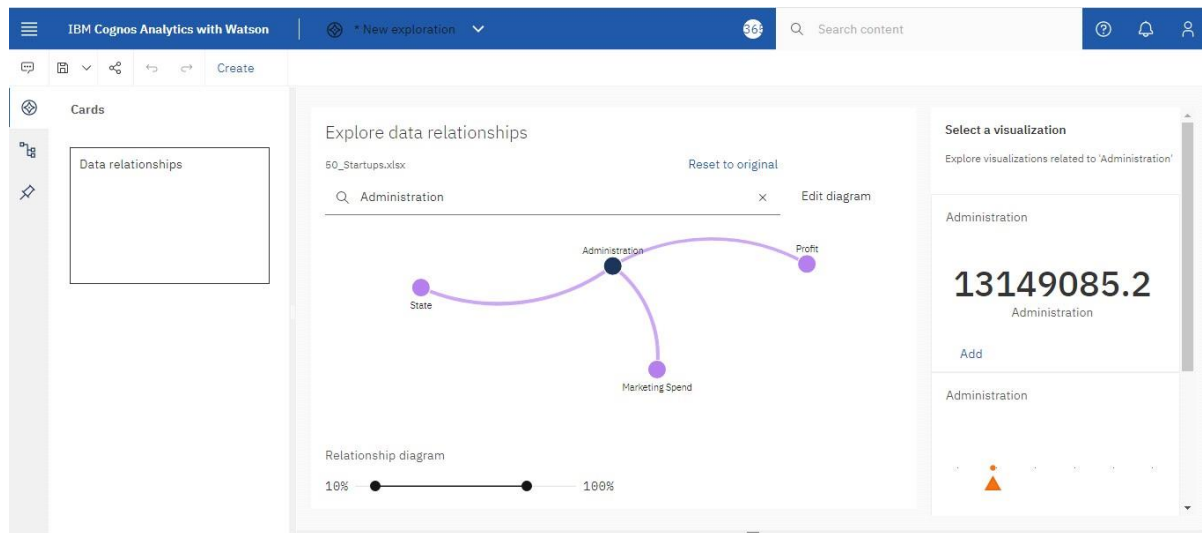 IBM Cognos Analytics with Watson
* New exploration
365
Search content
Create
Cards
Data relationships
Explore data relationships
50_Startups.xlsx
Reset to original
Administration
Edit diagram
Administration
Profit
State
Marketing Spend
Relationship diagram
10%
100%
Select a visualization
Explore visualizations related to 'Administration'
Administration
13149085.2
Administration
Add
Administration